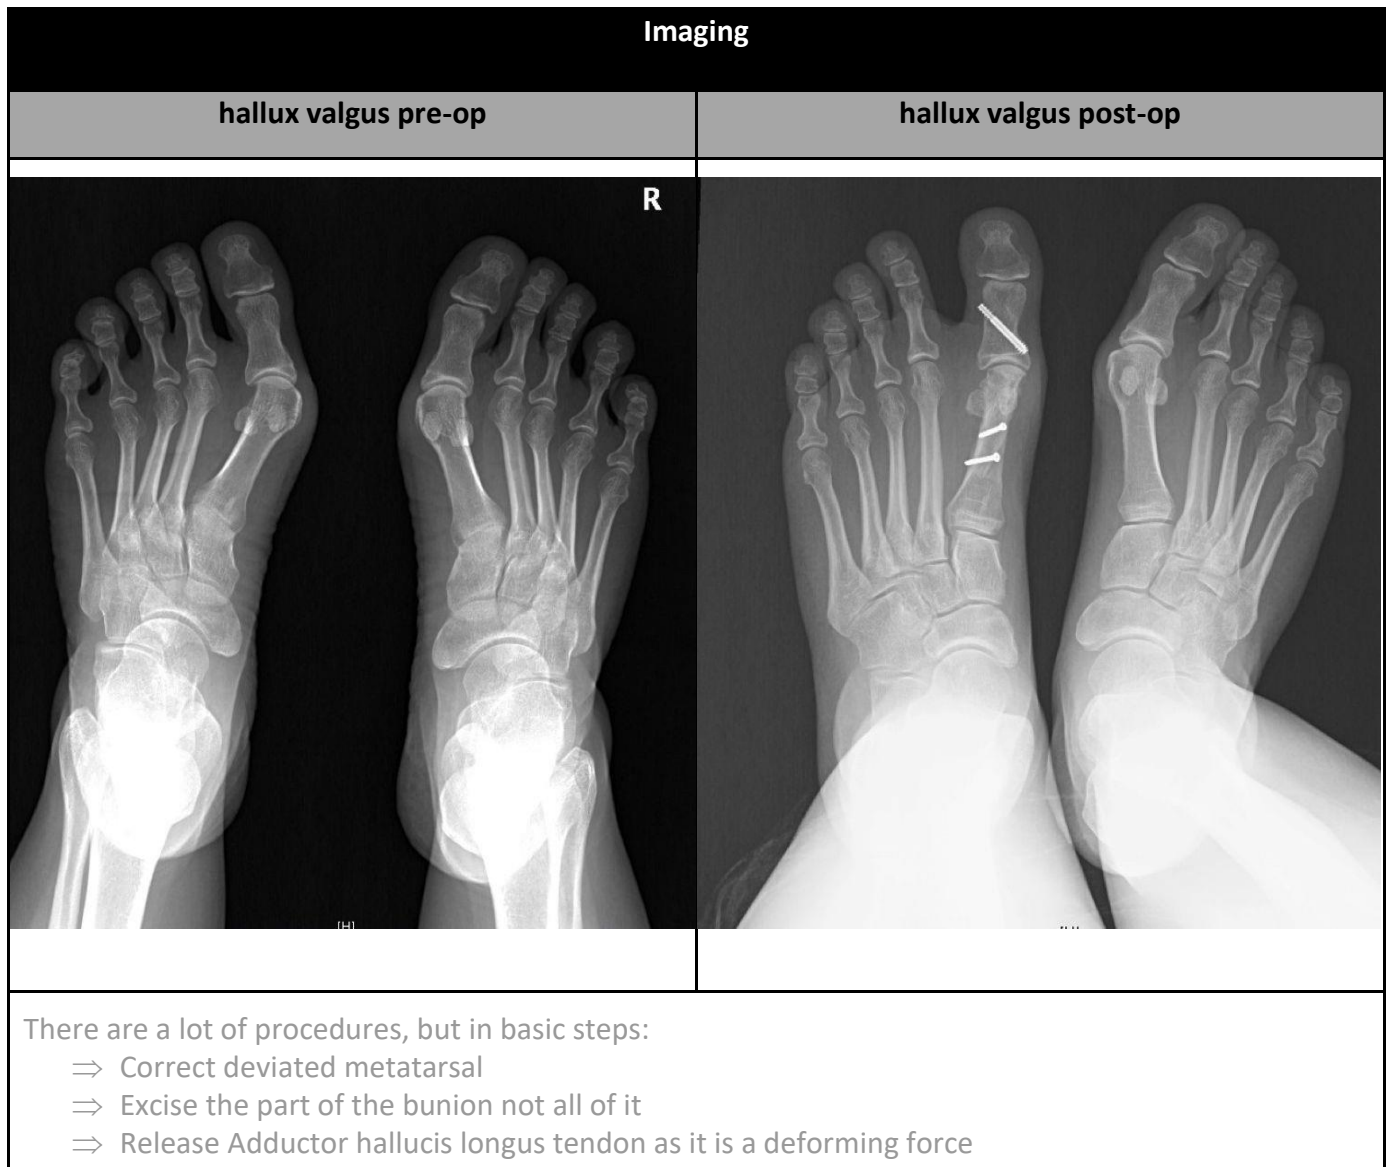 Imaging
hallux valgus pre-op
hallux valgus post-op
R
[H]
There are a lot of procedures, but in basic steps:
⇒ Correct deviated metatarsal
⇒ Excise the part of the bunion not all of it
⇒ Release Adductor hallucis longus tendon as it is a deforming force